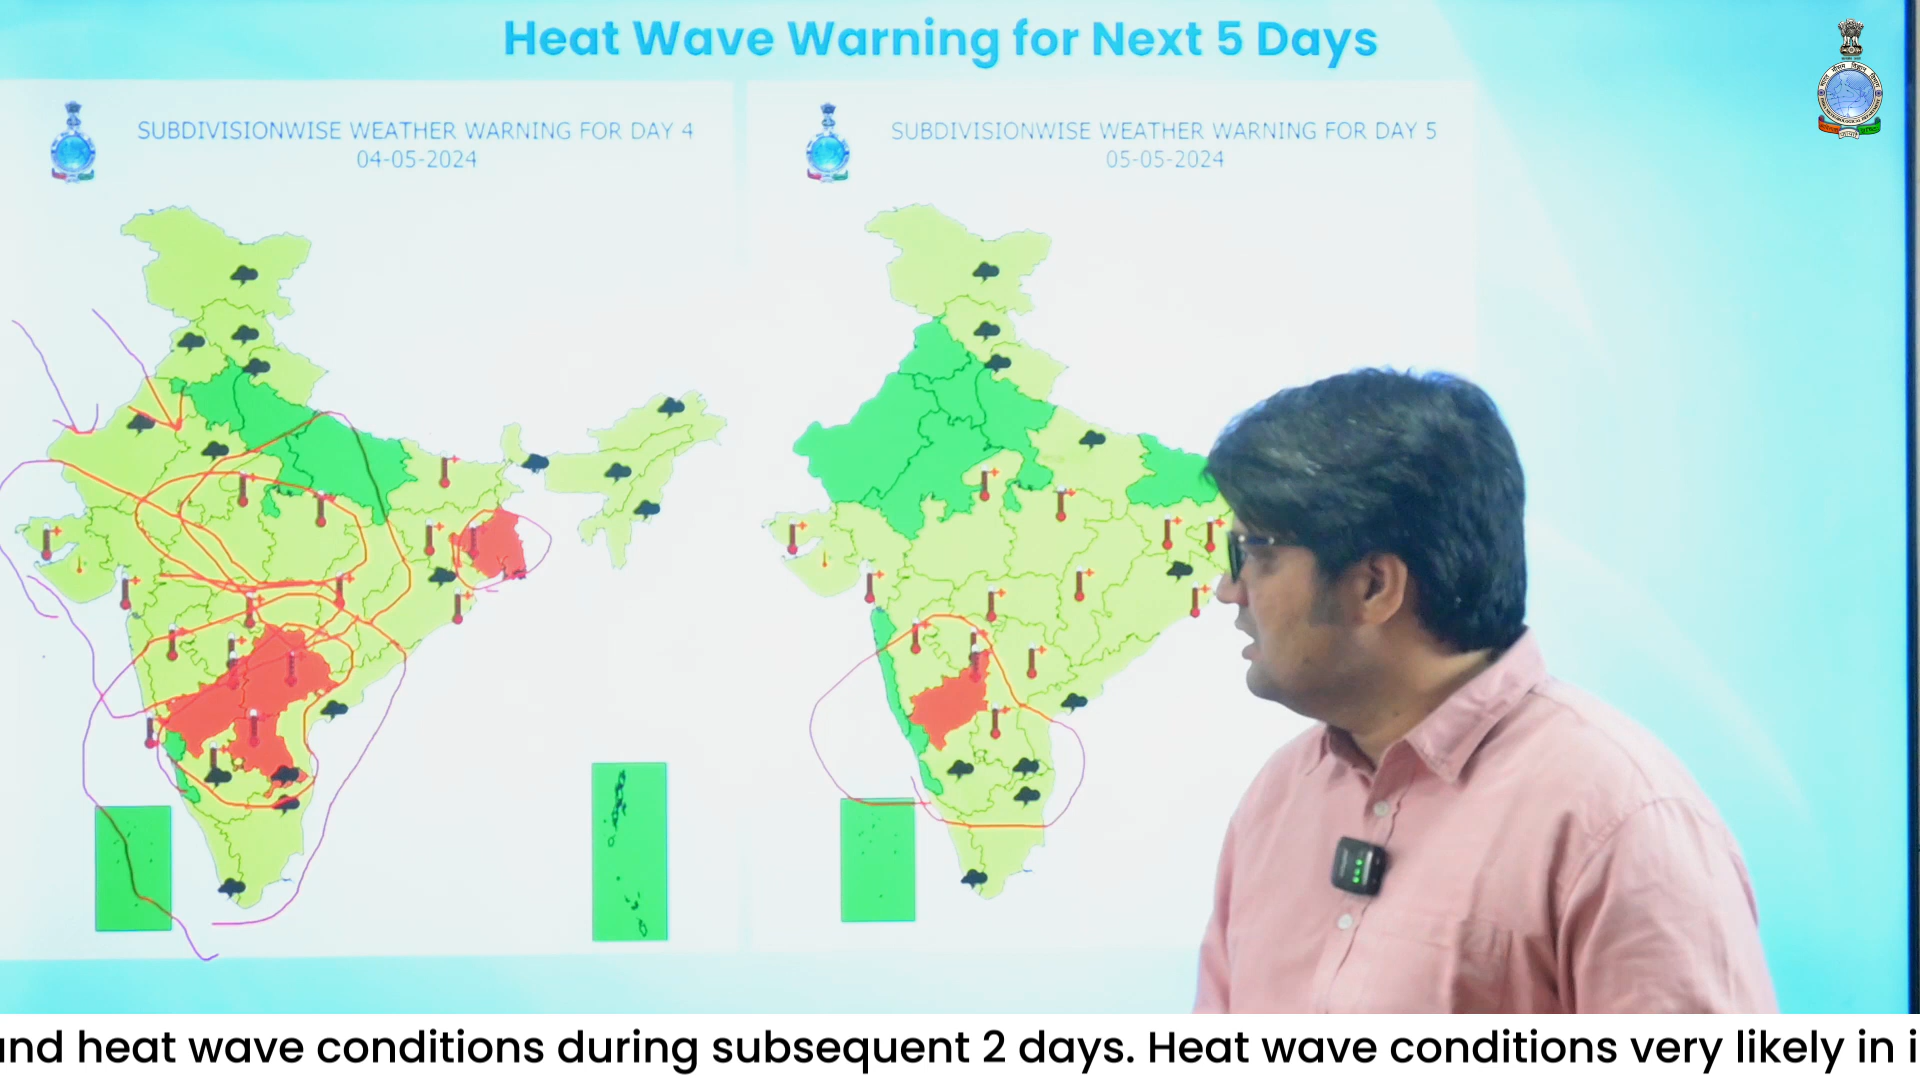 Heat Wave Warning for Next 5 Days
SUBDIVISIONWISE WEATHER WARNING FOR DAY 4
04-05-2024
SUBDIVISIONWISE WEATHER WARNING FOR DAY 5
05-05-2024
and heat wave conditions during subsequent 2 days. Heat wave conditions very likely in i